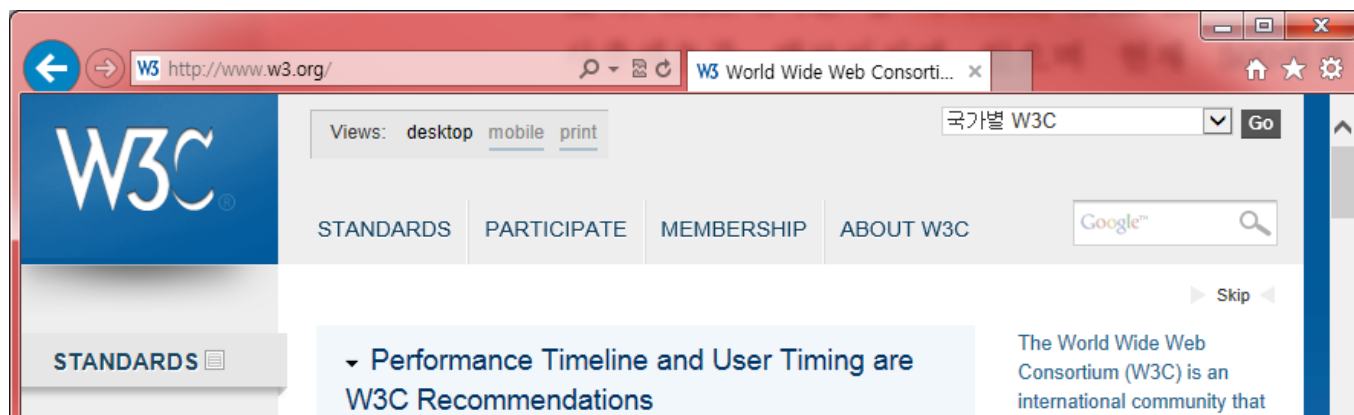 W3 http://www.w3.org/
W3 World Wide Web Consorti...
W3C®
Views: desktop mobile print
국가별 W3C
Go
STANDARDS PARTICIPATE MEMBERSHIP ABOUT W3C
Google™
Skip
STANDARDS
Performance Timeline and User Timing are
W3C Recommendations
The World Wide Web
Consortium (W3C) is an
international community that